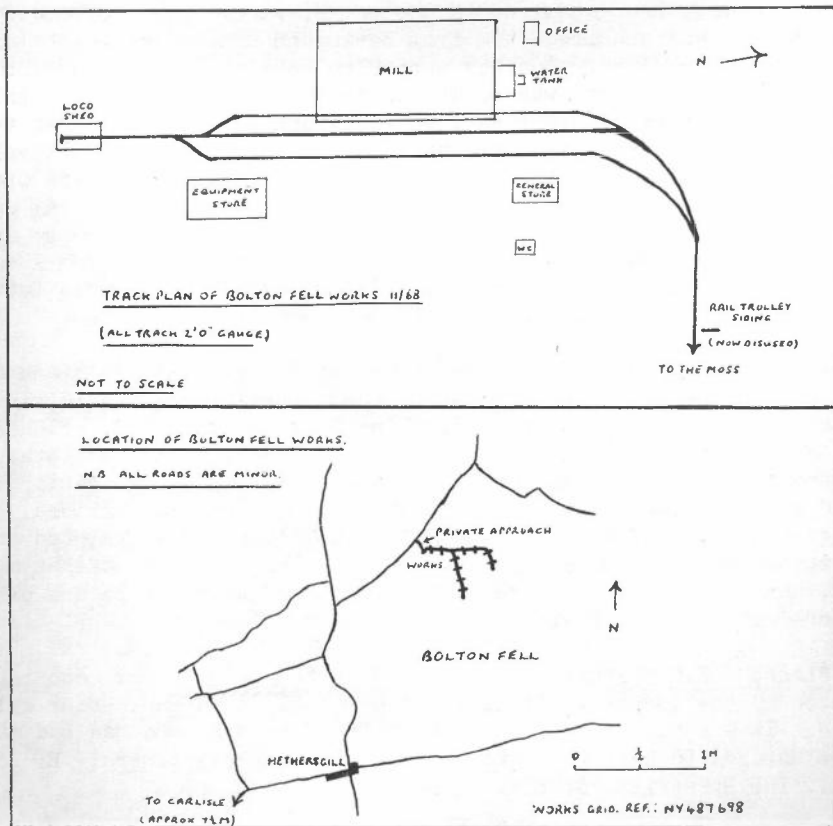 OFFICE
MILL
WATER
TANK
N
LOCO
SHED
EQUIPMENT
STORE
GENERAL
STORE
WC
TRACK PLAN OF BOLTON FELL WORKS 11/68
(ALL TRACK 2'0" GAUGE)
RAIL TROLLEY
SIDING
(NOW DISUSED)
TO THE MOSS
NOT TO SCALE
LOCATION OF BOLTON FELL WORKS.
N.B ALL ROADS ARE MINOR.
PRIVATE APPROACH
WORKS
N
BOLTON FELL
HETHERSGILL
0 ½ 1M
TO CARLISLE
(APPROX 7½M)
WORKS GRID. REF.: NY487698